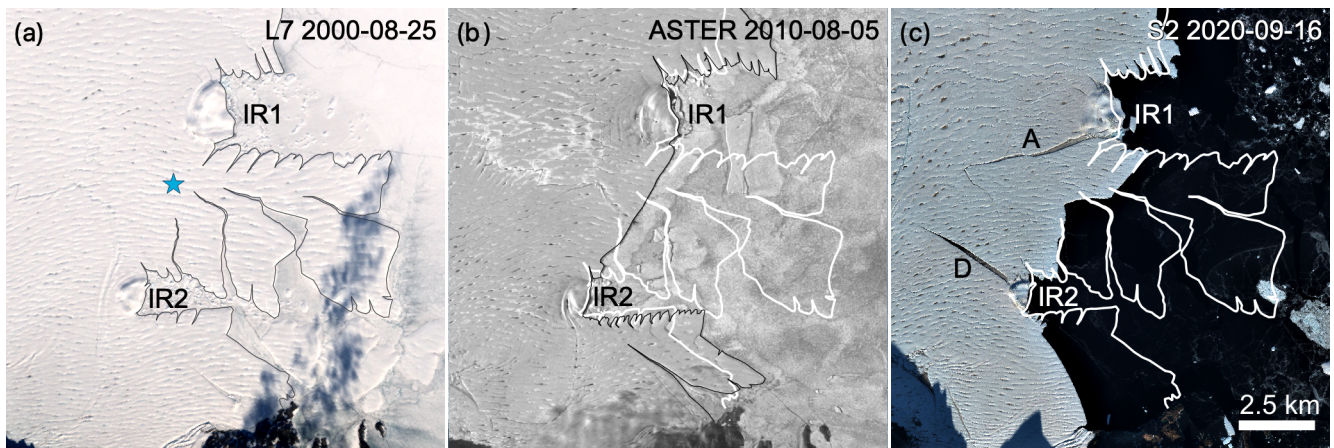 (a) L7 2000-08-25
IR1
IR2
(b) ASTER 2010-08-05
IR1
IR2
(c) S2 2020-09-16
IR1
A
D
IR2
2.5 km